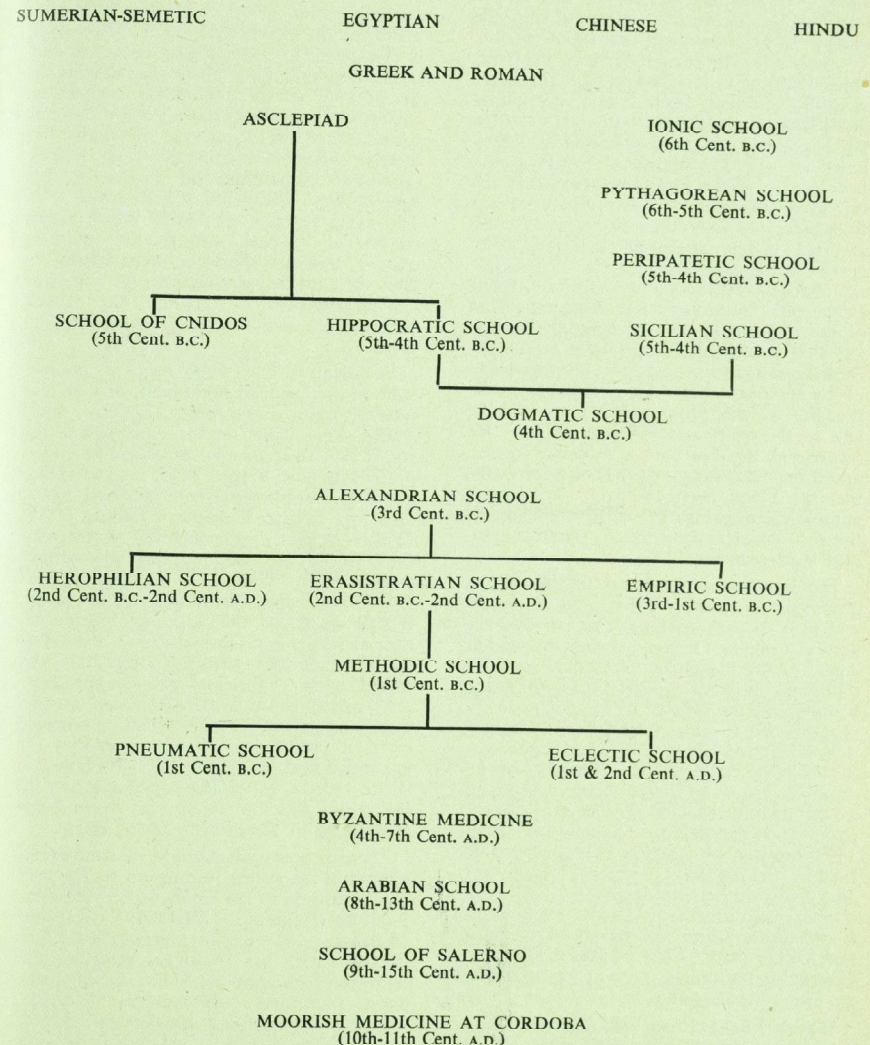 SUMERIAN-SEMETIC EGYPTIAN CHINESE HINDU
GREEK AND ROMAN
ASCLEPIAD
IONIC SCHOOL
(6th Cent. B.C.)
PYTHAGOREAN SCHOOL
(6th-5th Cent. B.C.)
PERIPATETIC SCHOOL
(5th-4th Cent. B.C.)
SCHOOL OF CNIDOS
(5th Cent. B.C.)
HIPPOCRATIC SCHOOL
(5th-4th Cent. B.C.)
SICILIAN SCHOOL
(5th-4th Cent. B.C.)
DOGMATIC SCHOOL
(4th Cent. B.C.)
ALEXANDRIAN SCHOOL
(3rd Cent. B.C.)
HEROPHILIAN SCHOOL
(2nd Cent. B.C.-2nd Cent. A.D.)
ERASISTRATIAN SCHOOL
(2nd Cent. B.C.-2nd Cent. A.D.)
EMPIRIC SCHOOL
(3rd-1st Cent. B.C.)
METHODIC SCHOOL
(1st Cent. B.C.)
PNEUMATIC SCHOOL
(1st Cent. B.C.)
ECLECTIC SCHOOL
(1st & 2nd Cent. A.D.)
BYZANTINE MEDICINE
(4th-7th Cent. A.D.)
ARABIAN SCHOOL
(8th-13th Cent. A.D.)
SCHOOL OF SALERNO
(9th-15th Cent. A.D.)
MOORISH MEDICINE AT CORDOBA
(10th-11th Cent. A.D.)